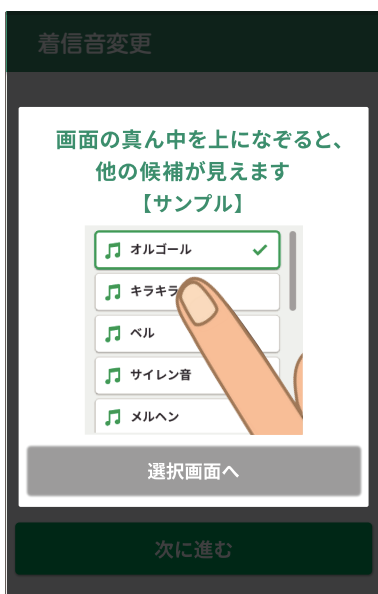 着信音変更
画面の真ん中を上になぞると、
他の候補が見えます
【サンプル】
オルゴール
キラキラ
ベル
サイレン音
メルヘン
選択画面へ
次に進む